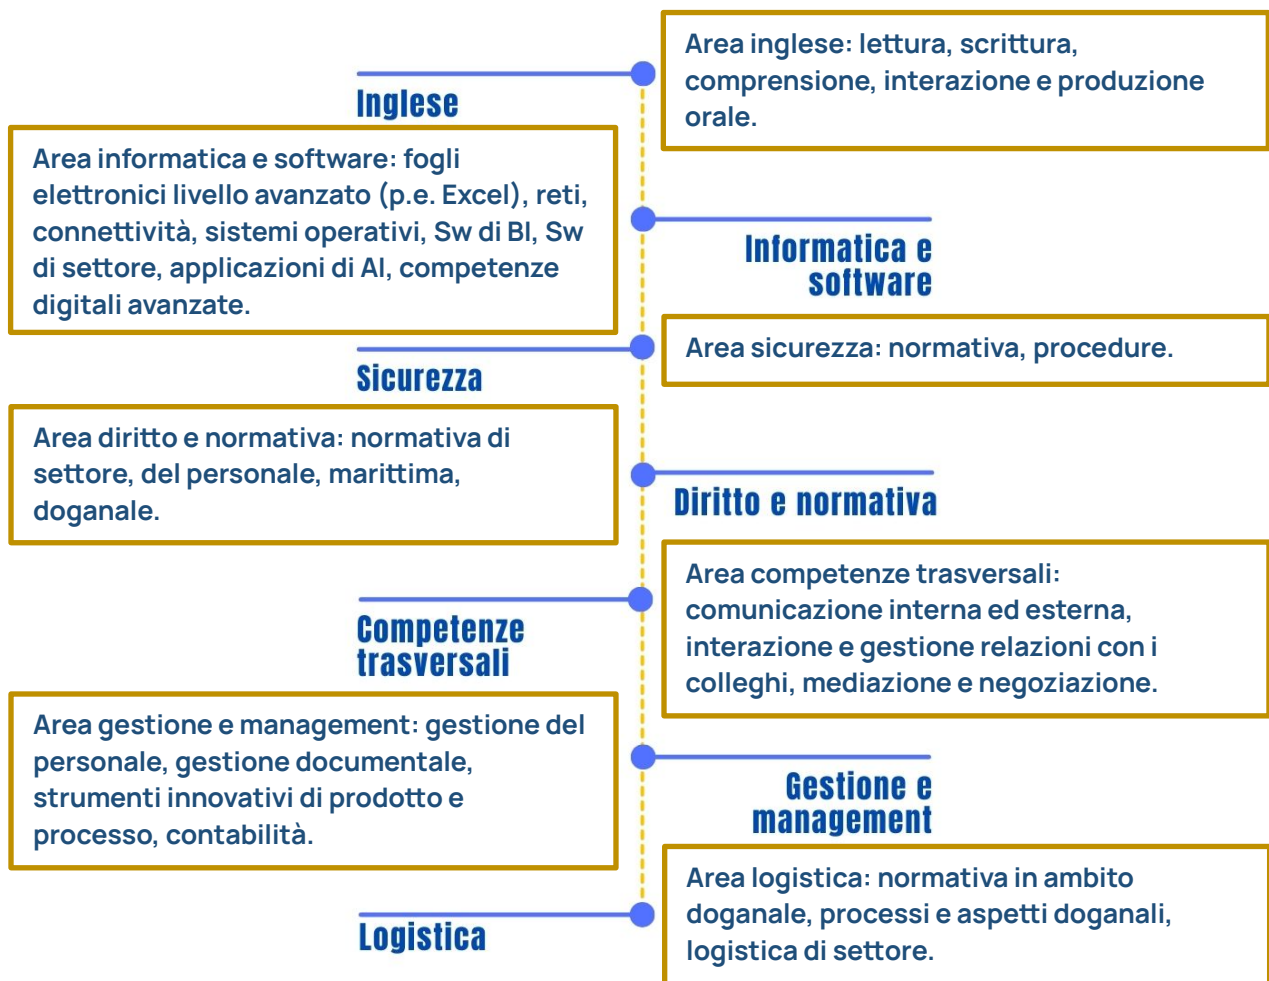 Area inglese: lettura, scrittura,
comprensione, interazione e produzione
orale.
Inglese
Area informatica e software: fogli
elettronici livello avanzato (p.e. Excel), reti,
connettività, sistemi operativi, Sw di BI, Sw
di settore, applicazioni di AI, competenze
digitali avanzate.
Informatica e
software
Area sicurezza: normativa, procedure.
Sicurezza
Area diritto e normativa: normativa di
settore, del personale, marittima,
doganale.
Diritto e normativa
Area competenze trasversali:
comunicazione interna ed esterna,
interazione e gestione relazioni con i
colleghi, mediazione e negoziazione.
Competenze
trasversali
Area gestione e management: gestione del
personale, gestione documentale,
strumenti innovativi di prodotto e
processo, contabilità.
Gestione e
management
Area logistica: normativa in ambito
doganale, processi e aspetti doganali,
logistica di settore.
Logistica